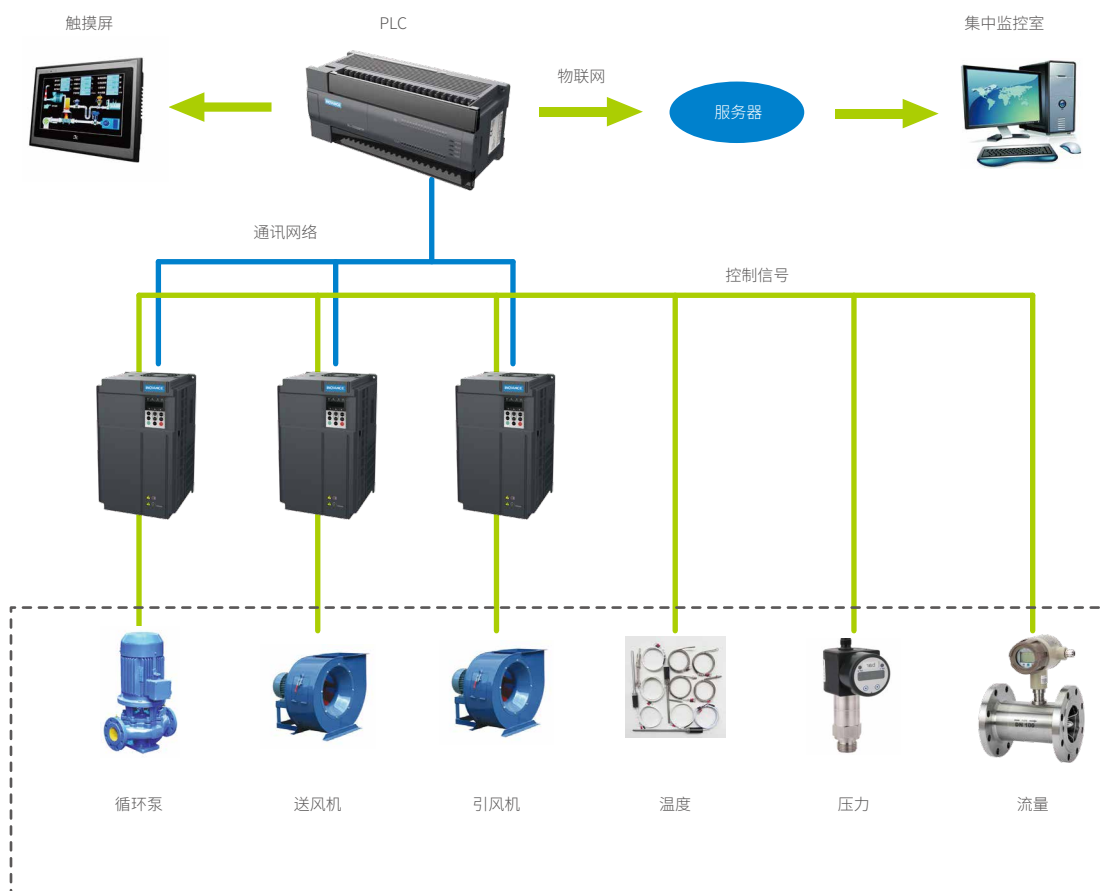 触摸屏
PLC
集中监控室
物联网
服务器
通讯网络
控制信号
循环泵
送风机
引风机
温度
压力
流量
DN 100